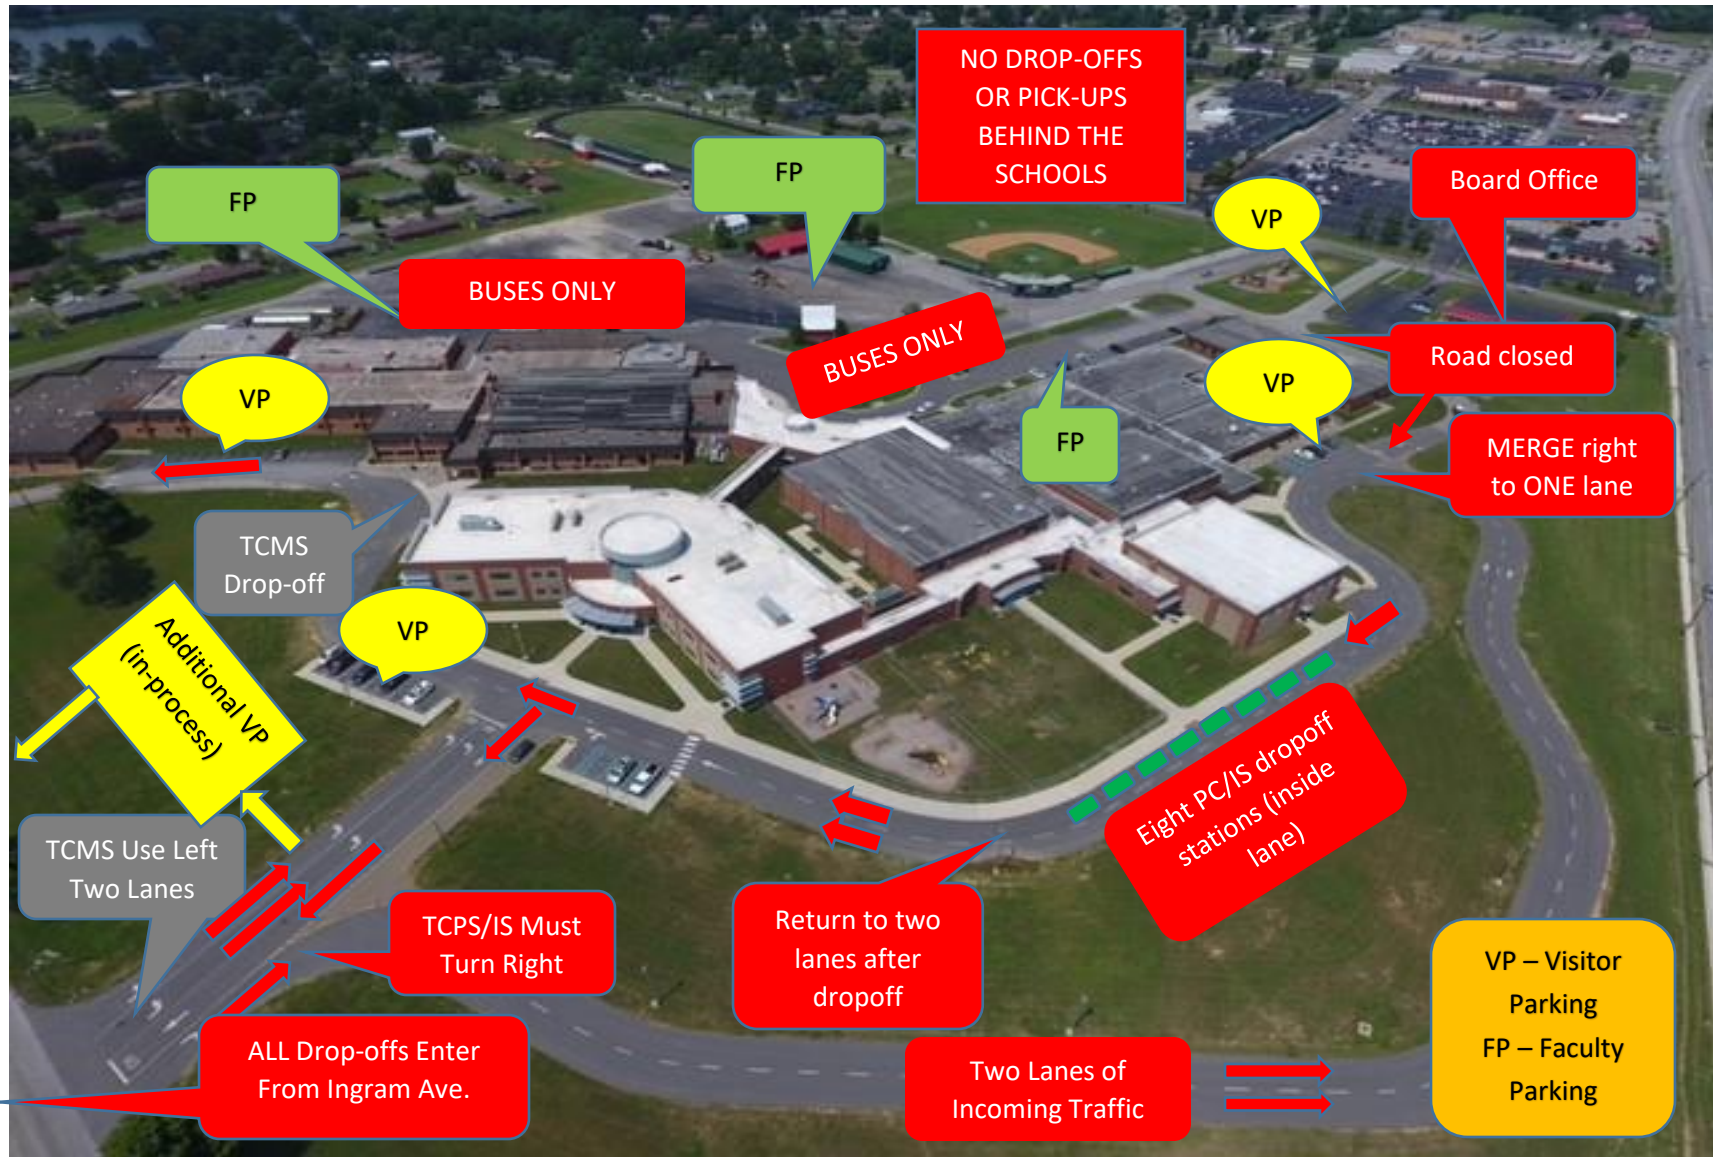 NO DROP-OFFS
OR PICK-UPS
BEHIND THE
SCHOOLS
FP
FP
VP
Board Office
BUSES ONLY
BUSES ONLY
Road closed
VP
VP
FP
MERGE right
to ONE lane
TCMS
Drop-off
VP
Additional VP
(in-process)
Eight PC/IS dropoff
stations (inside
lane)
TCMS Use Left
Two Lanes
TCPS/IS Must
Turn Right
Return to two
lanes after
dropoff
ALL Drop-offs Enter
From Ingram Ave.
Two Lanes of
Incoming Traffic
VP – Visitor
Parking
FP – Faculty
Parking